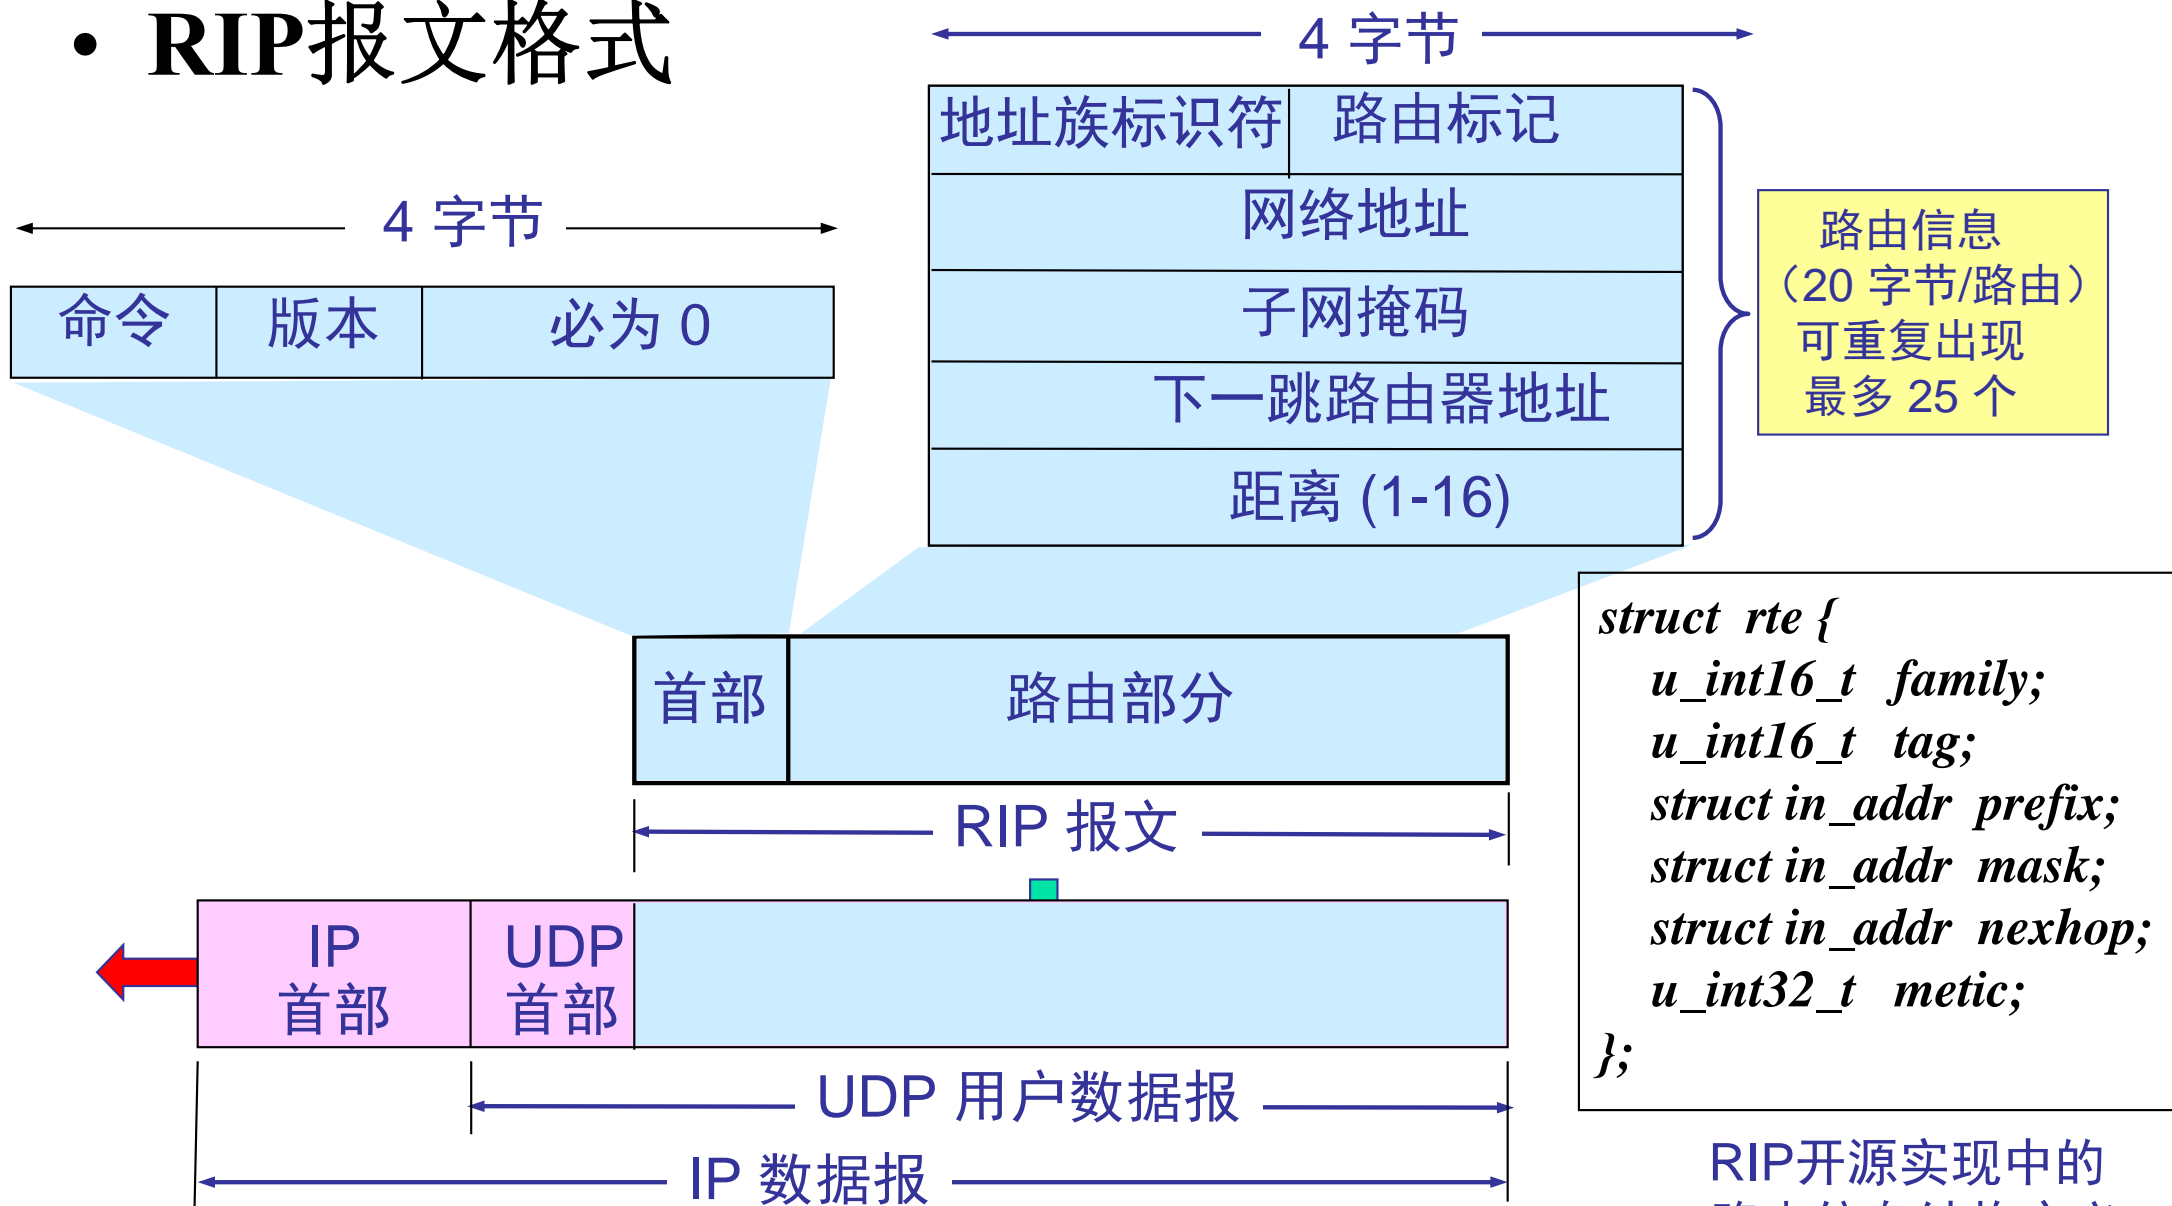 • RIP报文格式
4 字节
地址族标识符 路由标记
网络地址
子网掩码
下一跳路由器地址
距离 (1-16)
路由信息
（20 字节/路由）
可重复出现
最多 25 个
4 字节
命令 版本 必为 0
首部 路由部分
RIP 报文
IP
首部
UDP
首部
UDP 用户数据报
IP 数据报
struct rte {
u_int16_t family;
u_int16_t tag;
struct in_addr prefix;
struct in_addr mask;
struct in_addr nexhop;
u_int32_t metic;
};
RIP开源实现中的